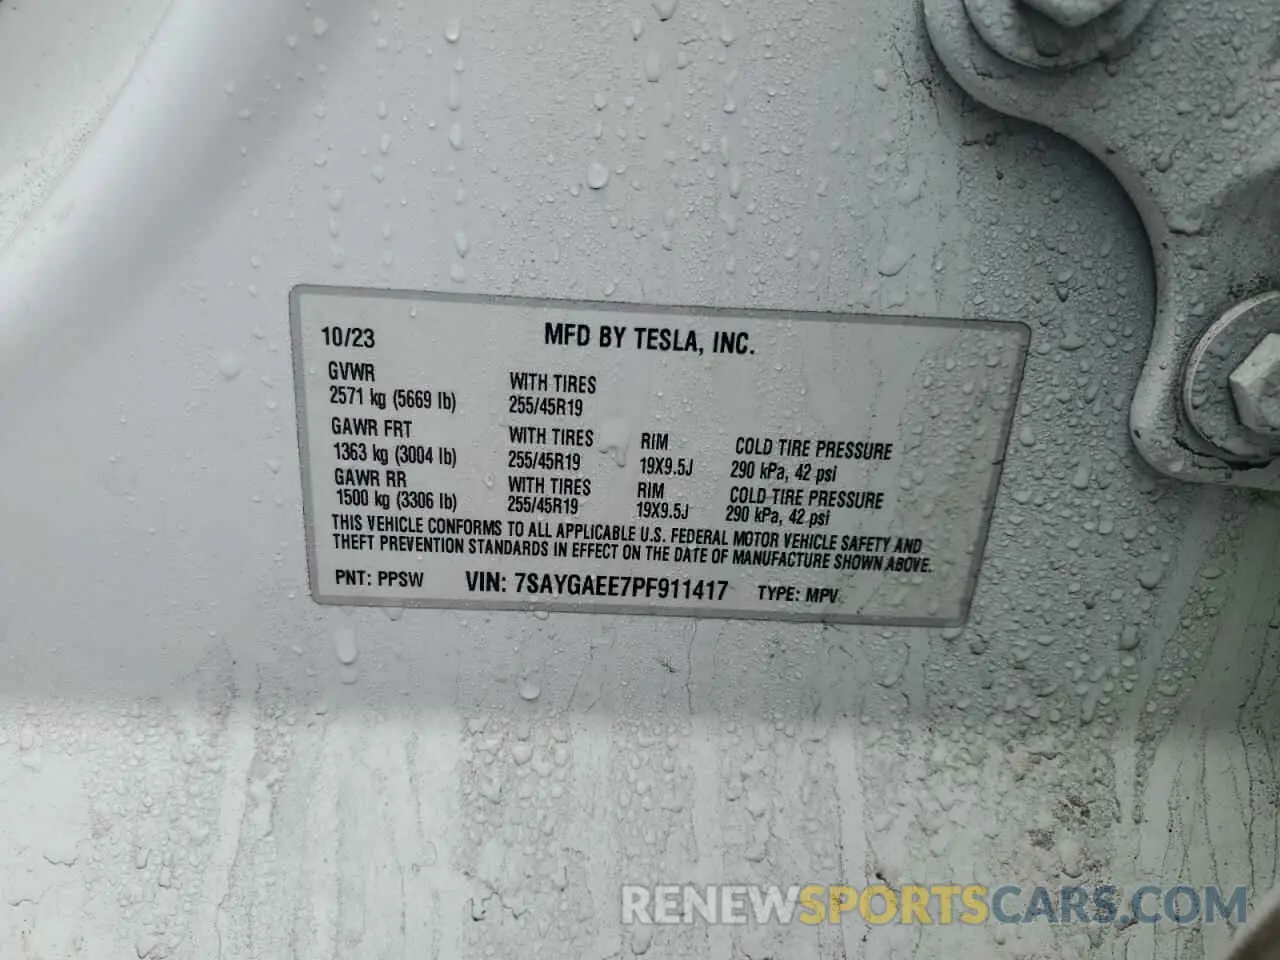 10/23 MFD BY TESLA, INC.
GVWR WITH TIRES
2571 kg (5669 lb) 255/45R19
GAWR FRT WITH TIRES RIM COLD TIRE PRESSURE
1363 kg (3004 lb) 255/45R19 19X9.5J 290 kPa, 42 psi
GAWR RR WITH TIRES RIM COLD TIRE PRESSURE
1500 kg (3306 lb) 255/45R19 19X9.5J 290 kPa, 42 psi
THIS VEHICLE CONFORMS TO ALL APPLICABLE U.S. FEDERAL MOTOR VEHICLE SAFETY AND
THEFT PREVENTION STANDARDS IN EFFECT ON THE DATE OF MANUFACTURE SHOWN ABOVE.
PNT: PPSW VIN: 7SAYGAEE7PF911417 TYPE: MPV
RENEWSPORTSCARS.COM